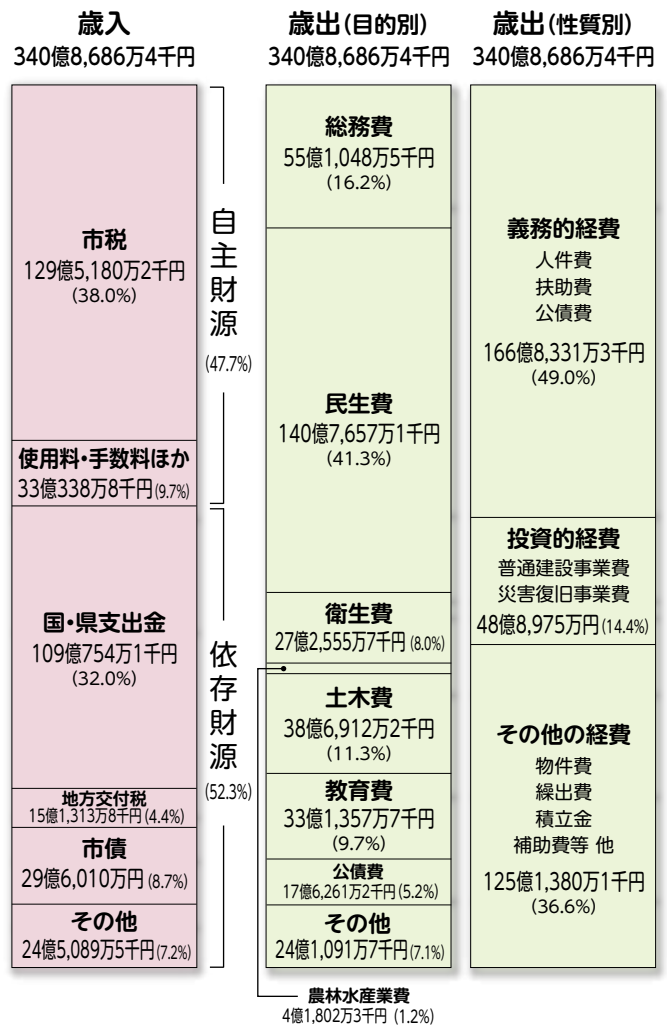 歳入
340億8,686万4千円
市税
129億5,180万2千円
(38.0%)
使用料・手数料ほか
33億338万8千円(9.7%)
国・県支出金
109億754万1千円
(32.0%)
地方交付税
15億1,313万8千円(4.4%)
市債
29億6,010万円(8.7%)
その他
24億5,089万5千円(7.2%)
自主財源
(47.7%)
依存財源
(52.3%)
歳出(目的別)
340億8,686万4千円
総務費
55億1,048万5千円
(16.2%)
民生費
140億7,657万1千円
(41.3%)
衛生費
27億2,555万7千円(8.0%)
土木費
38億6,912万2千円
(11.3%)
教育費
33億1,357万7千円
(9.7%)
公債費
17億6,261万2千円(5.2%)
その他
24億1,091万7千円(7.1%)
農林水産業費
4億1,802万3千円 (1.2%)
歳出(性質別)
340億8,686万4千円
義務的経費
人件費
扶助費
公債費
166億8,331万3千円
(49.0%)
投資的経費
普通建設事業費
災害復旧事業費
48億8,975万円(14.4%)
その他の経費
物件費
繰出費
積立金
補助費等 他
125億1,380万1千円
(36.6%)